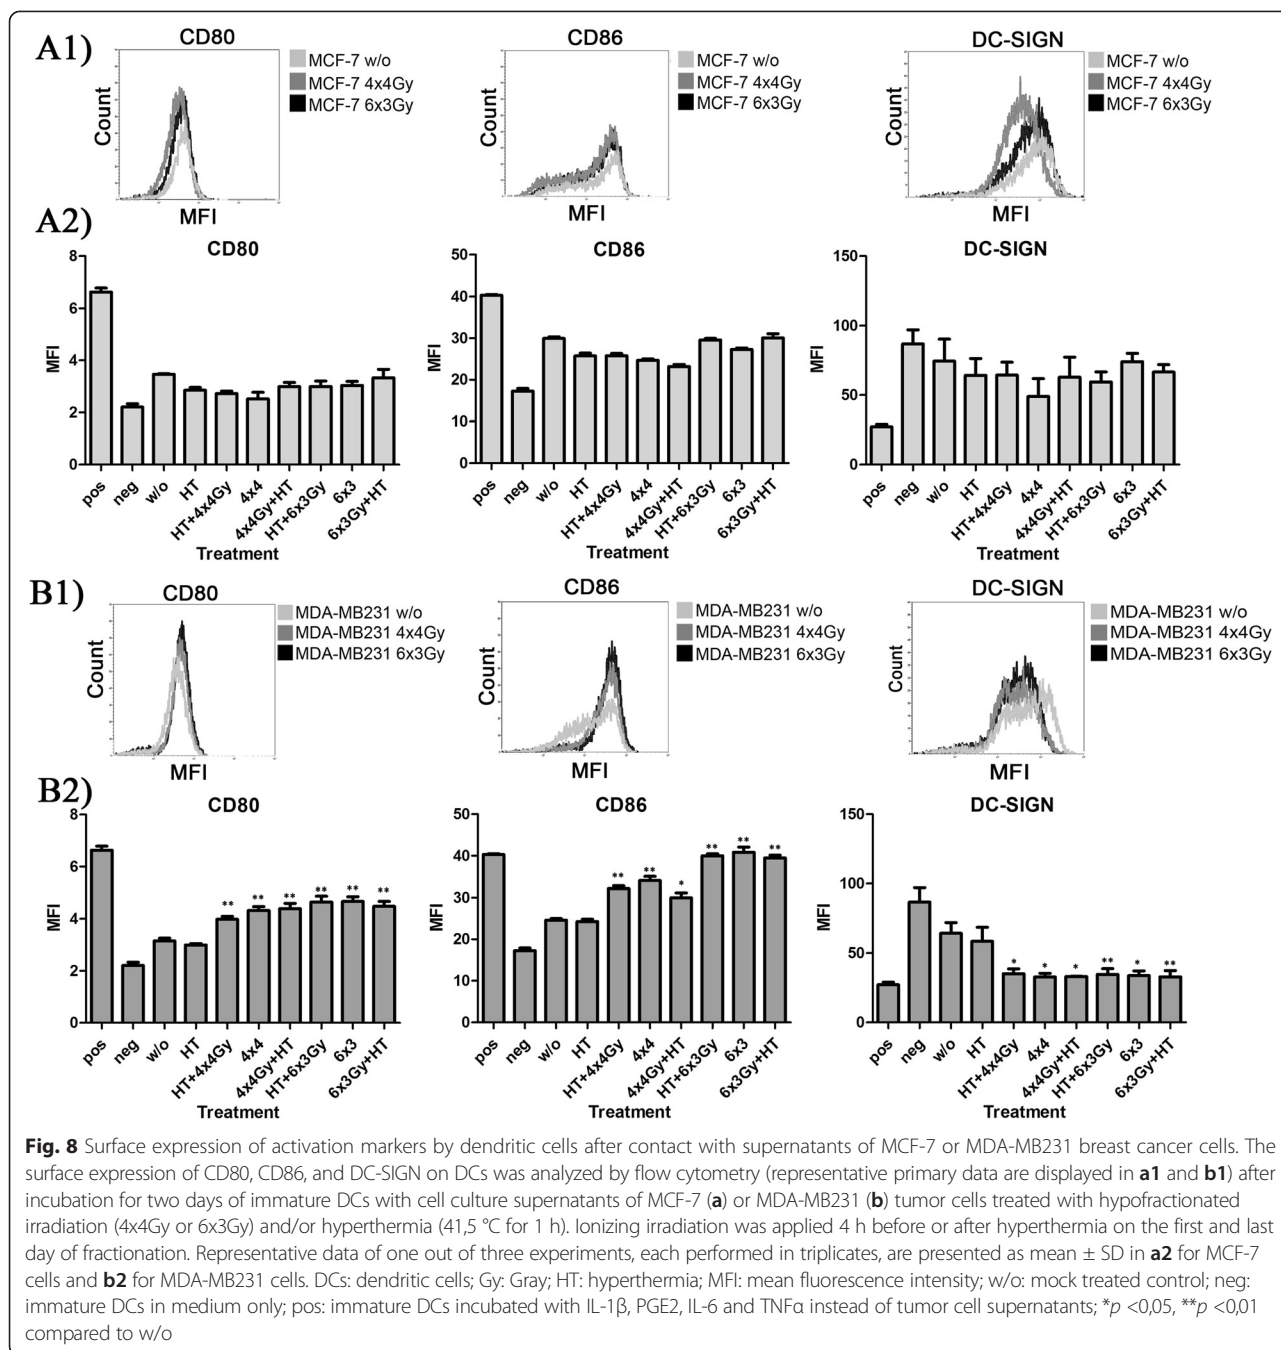 A1)
CD80
MCF-7 w/o
MCF-7 4x4Gy
MCF-7 6x3Gy
Count
MFI
CD86
MCF-7 w/o
MCF-7 4x4Gy
MCF-7 6x3Gy
Count
MFI
DC-SIGN
MCF-7 w/o
MCF-7 4x4Gy
MCF-7 6x3Gy
Count
MFI
A2)
CD80
MFI
8
6
4
2
0
pos
neg
w/o
HT
HT+4x4Gy
4x4
4x4Gy+HT
HT+6x3Gy
6x3
6x3Gy+HT
Treatment
CD86
MFI
50
40
30
20
10
0
pos
neg
w/o
HT
HT+4x4Gy
4x4
4x4Gy+HT
HT+6x3Gy
6x3
6x3Gy+HT
Treatment
DC-SIGN
MFI
150
100
50
0
pos
neg
w/o
HT
HT+4x4Gy
4x4
4x4Gy+HT
HT+6x3Gy
6x3
6x3Gy+HT
Treatment
B1)
CD80
MDA-MB231 w/o
MDA-MB231 4x4Gy
MDA-MB231 6x3Gy
Count
MFI
CD86
MDA-MB231 w/o
MDA-MB231 4x4Gy
MDA-MB231 6x3Gy
Count
MFI
DC-SIGN
MDA-MB231 w/o
MDA-MB231 4x4Gy
MDA-MB231 6x3Gy
Count
MFI
B2)
CD80
MFI
8
6
4
2
0
** ** ** ** ** **
pos
neg
w/o
HT
HT+4x4Gy
4x4
4x4Gy+HT
HT+6x3Gy
6x3
6x3Gy+HT
Treatment
CD86
MFI
50
40
30
20
10
0
** ** * ** ** **
pos
neg
w/o
HT
HT+4x4Gy
4x4
4x4Gy+HT
HT+6x3Gy
6x3
6x3Gy+HT
Treatment
DC-SIGN
MFI
150
100
50
0
* * * ** * **
pos
neg
w/o
HT
HT+4x4Gy
4x4
4x4Gy+HT
HT+6x3Gy
6x3
6x3Gy+HT
Treatment
Fig. 8 Surface expression of activation markers by dendritic cells after contact with supernatants of MCF-7 or MDA-MB231 breast cancer cells. The
surface expression of CD80, CD86, and DC-SIGN on DCs was analyzed by flow cytometry (representative primary data are displayed in a1 and b1) after
incubation for two days of immature DCs with cell culture supernatants of MCF-7 (a) or MDA-MB231 (b) tumor cells treated with hypofractionated
irradiation (4x4Gy or 6x3Gy) and/or hyperthermia (41,5 °C for 1 h). Ionizing irradiation was applied 4 h before or after hyperthermia on the first and last
day of fractionation. Representative data of one out of three experiments, each performed in triplicates, are presented as mean ± SD in a2 for MCF-7
cells and b2 for MDA-MB231 cells. DCs: dendritic cells; Gy: Gray; HT: hyperthermia; MFI: mean fluorescence intensity; w/o: mock treated control; neg:
immature DCs in medium only; pos: immature DCs incubated with IL-1β, PGE2, IL-6 and TNFα instead of tumor cell supernatants; *p <0,05, **p <0,01
compared to w/o